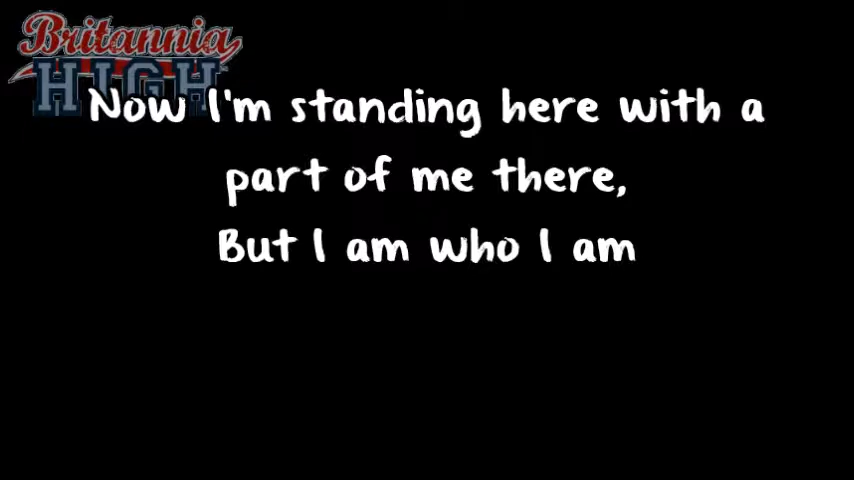 Britannia
HIGH
Now I'm standing here with a
part of me there,
But I am who I am